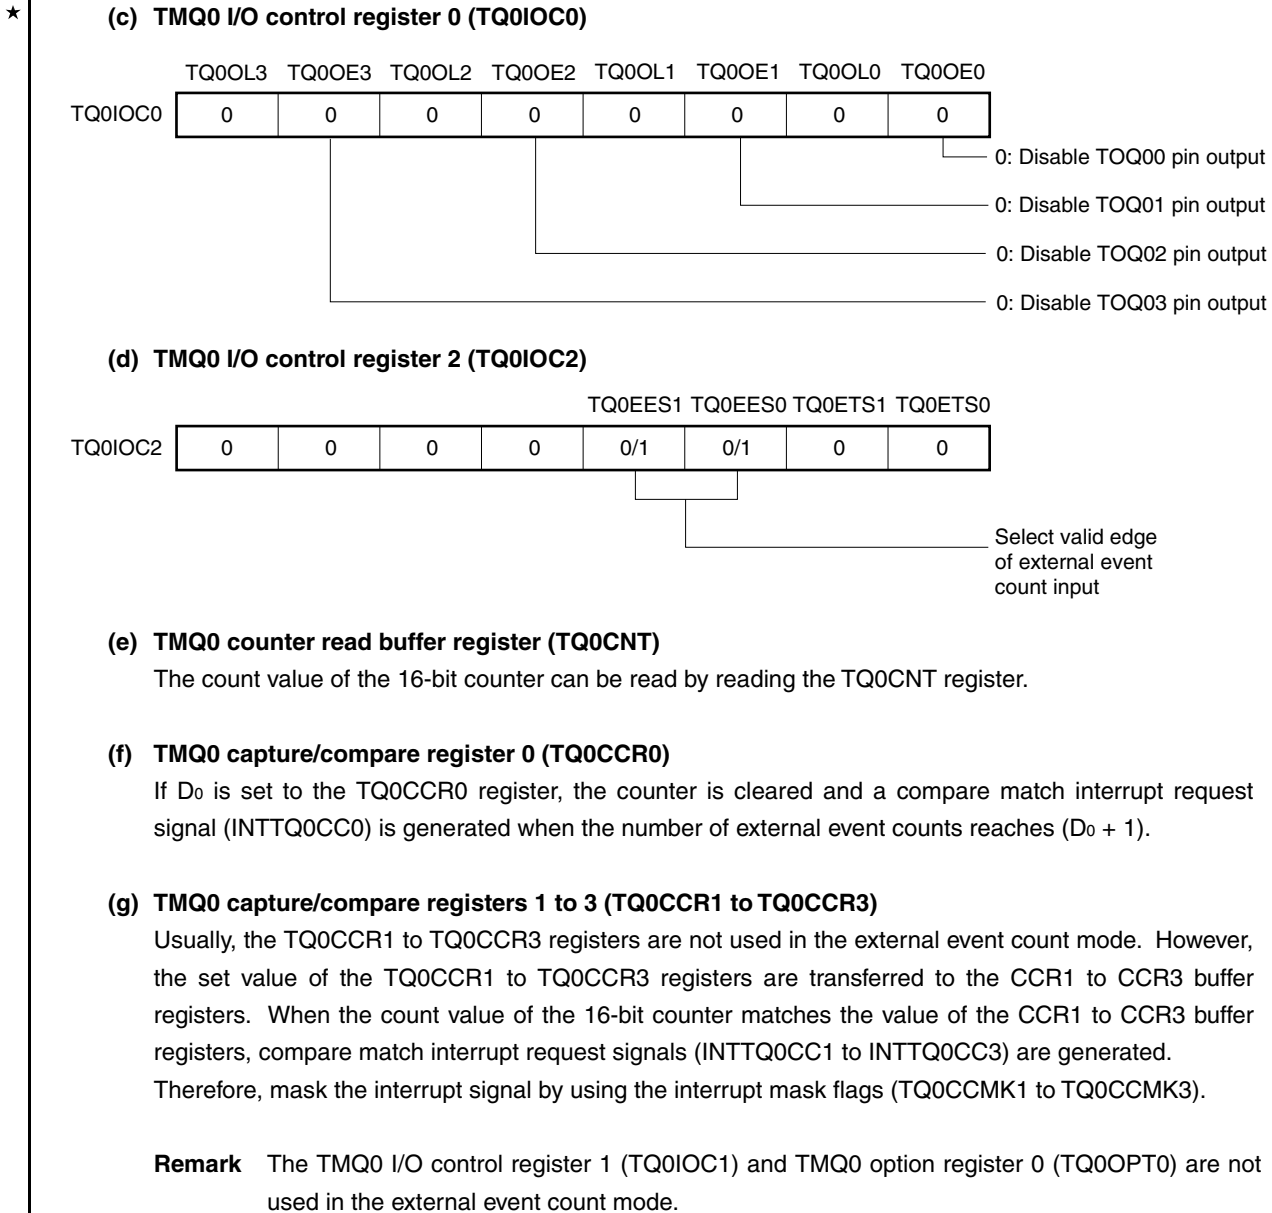 ★
(c) TMQ0 I/O control register 0 (TQ0IOC0)
TQ0OL3 TQ0OE3 TQ0OL2 TQ0OE2 TQ0OL1 TQ0OE1 TQ0OL0 TQ0OE0
TQ0IOC0 0 0 0 0 0 0 0 0
0: Disable TOQ00 pin output
0: Disable TOQ01 pin output
0: Disable TOQ02 pin output
0: Disable TOQ03 pin output
(d) TMQ0 I/O control register 2 (TQ0IOC2)
TQ0EES1 TQ0EES0 TQ0ETS1 TQ0ETS0
TQ0IOC2 0 0 0 0 0/1 0/1 0 0
Select valid edge
of external event
count input
(e) TMQ0 counter read buffer register (TQ0CNT)
The count value of the 16-bit counter can be read by reading the TQ0CNT register.
(f) TMQ0 capture/compare register 0 (TQ0CCR0)
If D0 is set to the TQ0CCR0 register, the counter is cleared and a compare match interrupt request
signal (INTTQ0CC0) is generated when the number of external event counts reaches (D0 + 1).
(g) TMQ0 capture/compare registers 1 to 3 (TQ0CCR1 to TQ0CCR3)
Usually, the TQ0CCR1 to TQ0CCR3 registers are not used in the external event count mode. However,
the set value of the TQ0CCR1 to TQ0CCR3 registers are transferred to the CCR1 to CCR3 buffer
registers. When the count value of the 16-bit counter matches the value of the CCR1 to CCR3 buffer
registers, compare match interrupt request signals (INTTQ0CC1 to INTTQ0CC3) are generated.
Therefore, mask the interrupt signal by using the interrupt mask flags (TQ0CCMK1 to TQ0CCMK3).
Remark The TMQ0 I/O control register 1 (TQ0IOC1) and TMQ0 option register 0 (TQ0OPT0) are not
used in the external event count mode.